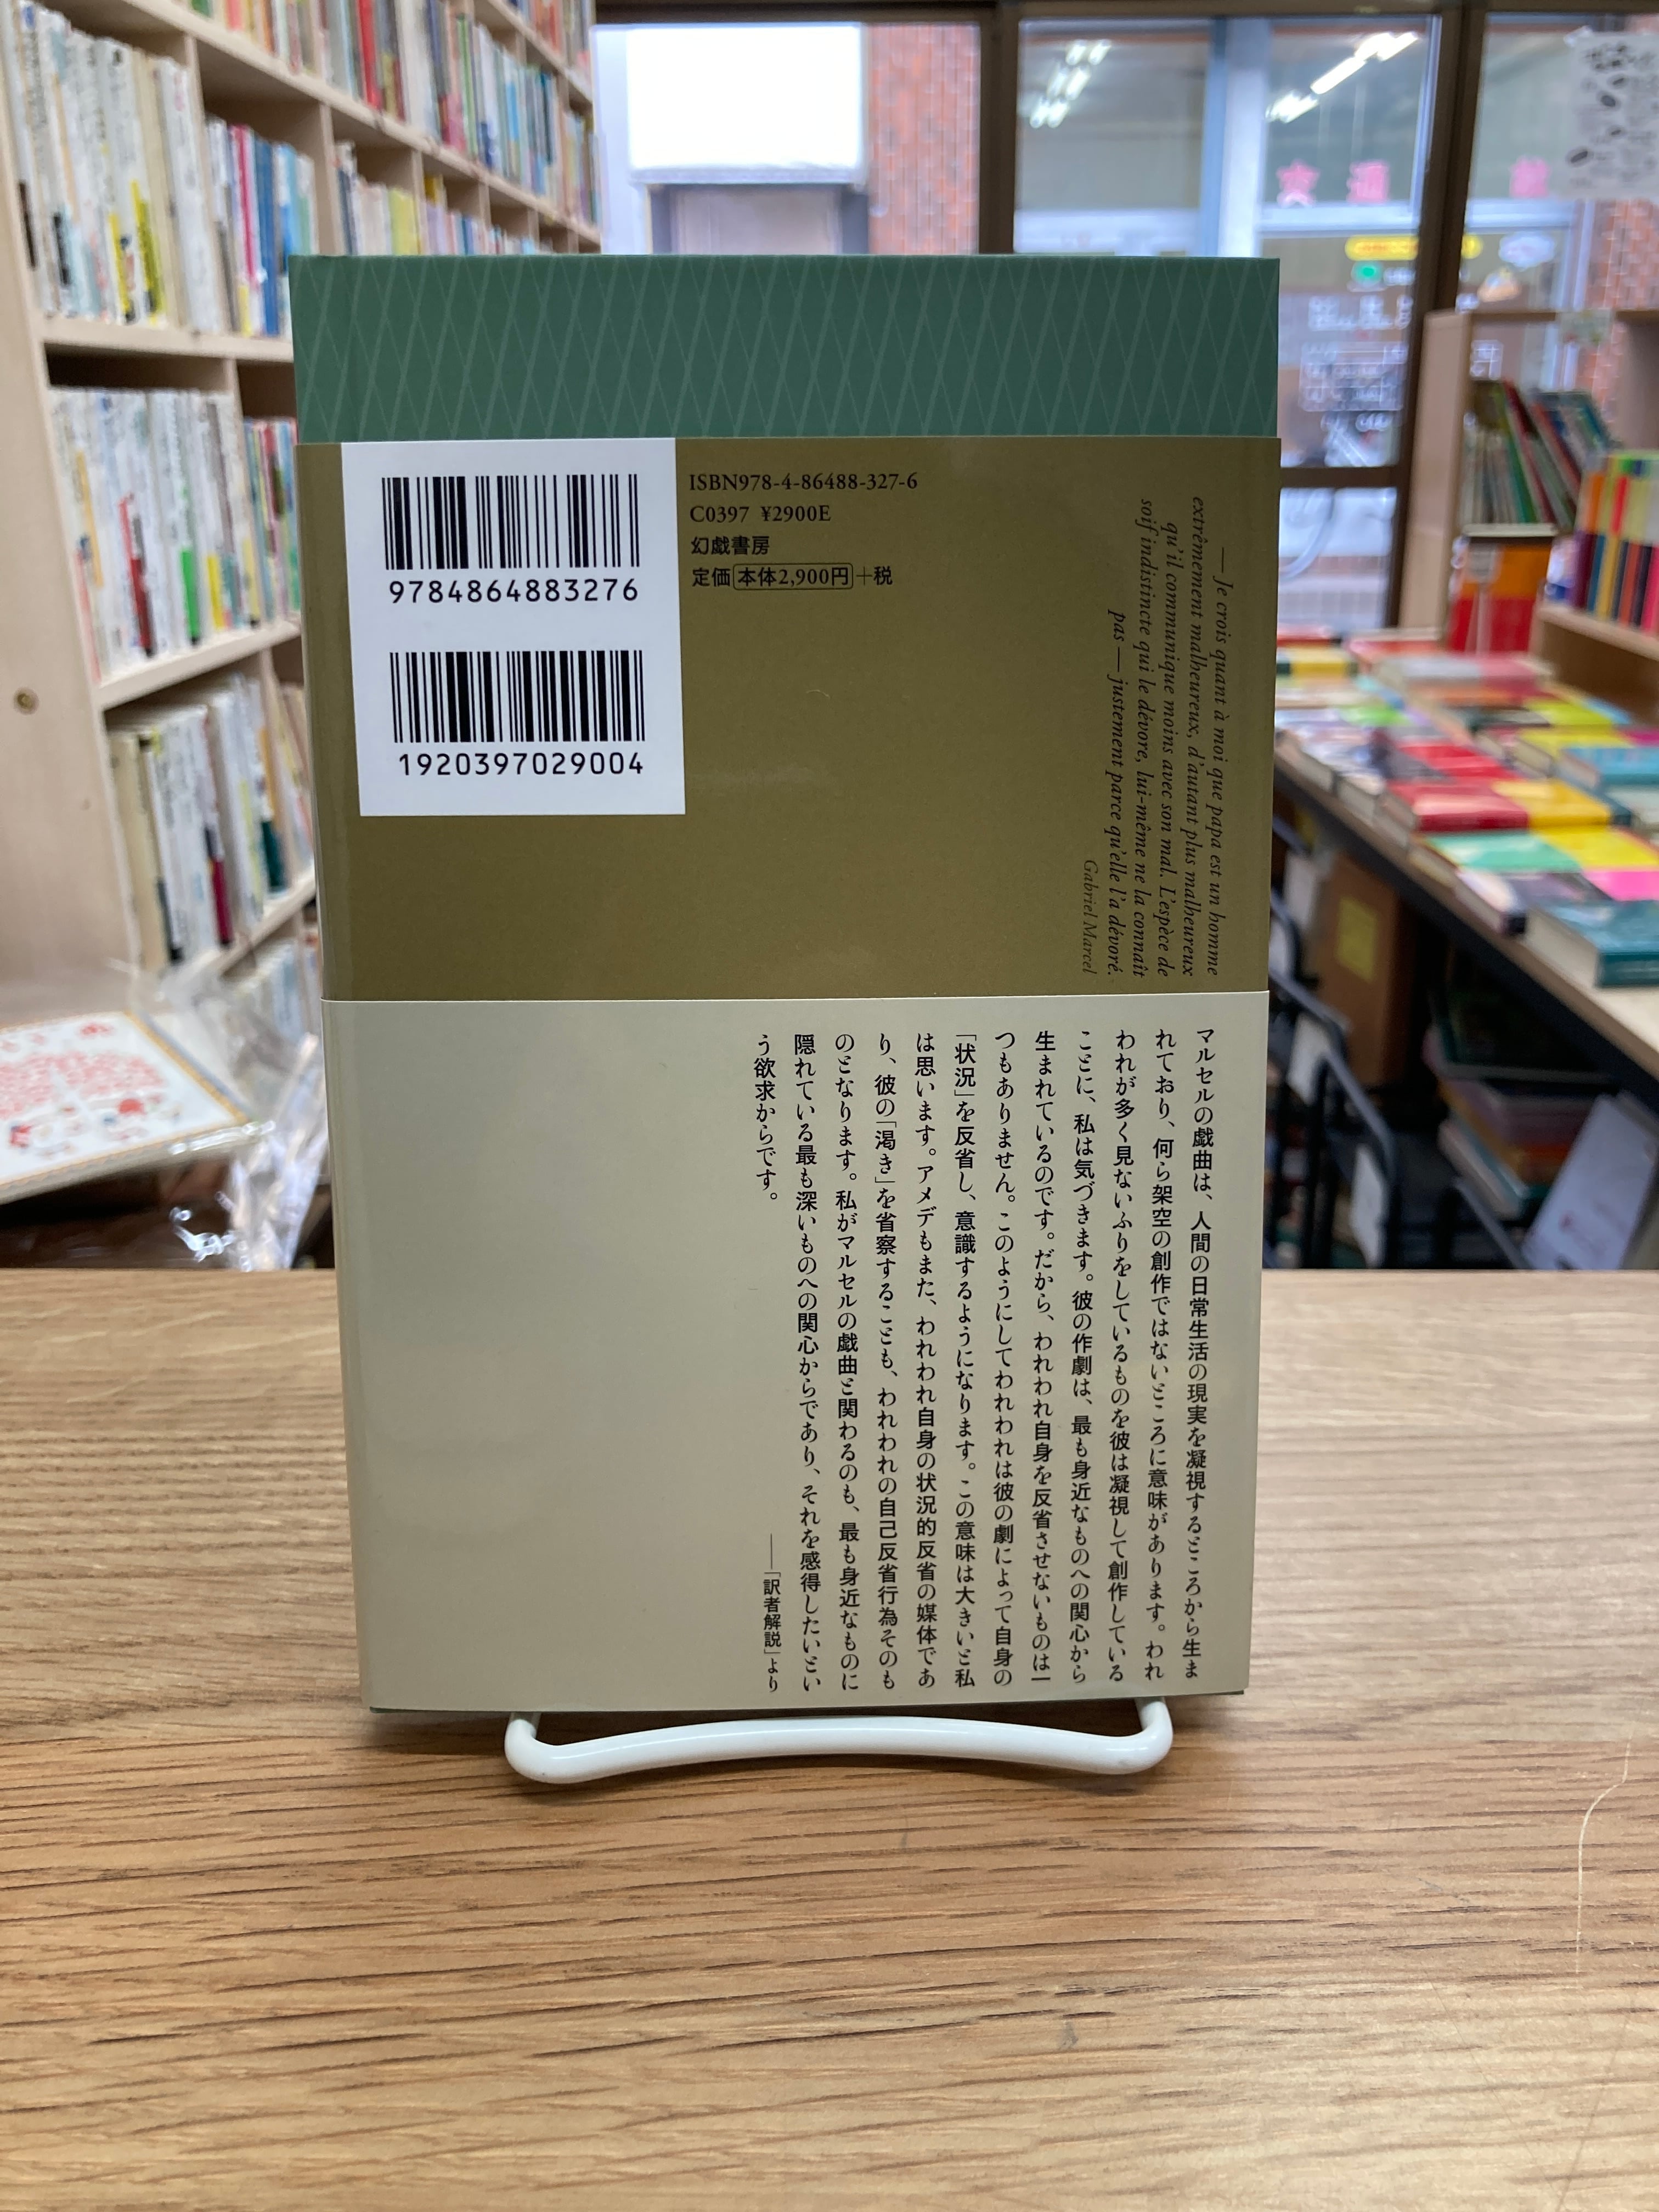 9784864883276
1920397029004
ISBN978-4-86488-327-6
C0397 ¥2900E
幻戯書房
定価 本体2,900円+税
— Je crois quant à moi que papa est un homme
extrêmement malheureux, d'autant plus malheureux
qu'il communique moins avec son mal. L'espèce de
soif indistincte qui le dévore, lui-même ne la connaît
pas — justement parce qu'elle l'a dévoré.
Gabriel Marcel
マルセルの戯曲は、人間の日常生活の現実を凝視するところから生ま
れており、何ら架空の創作ではないところに意味があります。われ
われが多く見ないふりをしているものを彼は凝視して創作している
ことに、私は気づきます。彼の作劇は、最も身近なものへの関心から
生まれているのです。だから、われわれ自身を反省させないものは一
つもありません。このようにしてわれわれは彼の劇によって自身の
「状況」を反省し、意識するようになります。この意味は大きいと私
は思います。アメデもまた、われわれ自身の状況的反省の媒体であ
り、彼の「渇き」を省察することも、われわれの自己反省行為そのも
のとなります。私がマルセルの戯曲と関わるのも、最も身近なものに
隠れている最も深いものへの関心からであり、それを感得したいとい
う欲求からです。
——「訳者解説」より